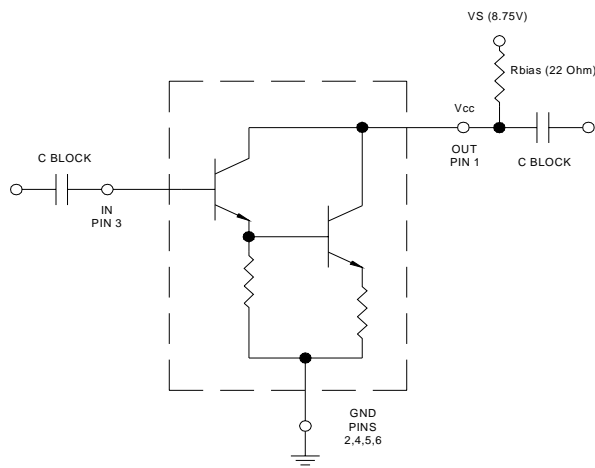 VS (8.75V)
Rbias (22 Ohm)
Vcc
OUT
PIN 1
C BLOCK
C BLOCK
IN
PIN 3
GND
PINS
2,4,5,6